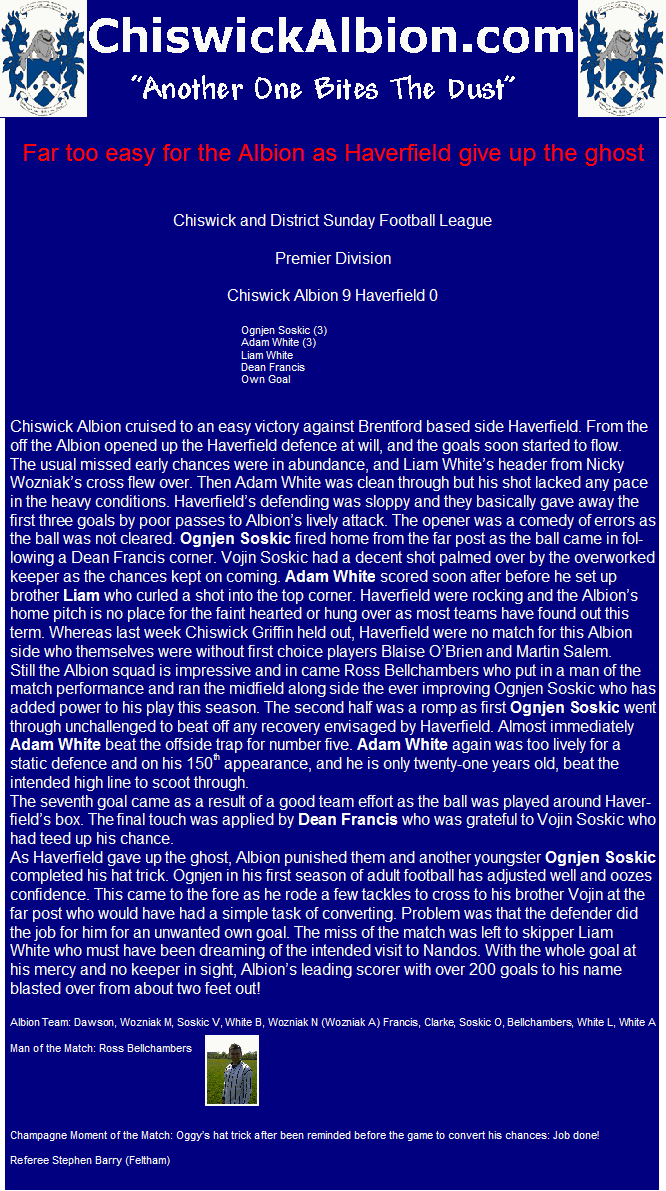 ChiswickAlbion.com
"Another One Bites The Dust"
Far too easy for the Albion as Haverfield give up the ghost
Chiswick and District Sunday Football League
Premier Division
Chiswick Albion 9 Haverfield 0
Ognjen Soskic (3)
Adam White (3)
Liam White
Dean Francis
Own Goal
Chiswick Albion cruised to an easy victory against Brentford based side Haverfield. From the
off the Albion opened up the Haverfield defence at will, and the goals soon started to flow.
The usual missed early chances were in abundance, and Liam White's header from Nicky
Wozniak's cross flew over. Then Adam White was clean through but his shot lacked any pace
in the heavy conditions. Haverfield's defending was sloppy and they basically gave away the
first three goals by poor passes to Albion's lively attack. The opener was a comedy of errors as
the ball was not cleared. Ognjen Soskic fired home from the far post as the ball came in fol-
lowing a Dean Francis corner. Vojin Soskic had a decent shot palmed over by the overworked
keeper as the chances kept on coming. Adam White scored soon after before he set up
brother Liam who curled a shot into the top corner. Haverfield were rocking and the Albion's
home pitch is no place for the faint hearted or hung over as most teams have found out this
term. Whereas last week Chiswick Griffin held out, Haverfield were no match for this Albion
side who themselves were without first choice players Blaise O'Brien and Martin Salem.
Still the Albion squad is impressive and in came Ross Bellchambers who put in a man of the
match performance and ran the midfield along side the ever improving Ognjen Soskic who has
added power to his play this season. The second half was a romp as first Ognjen Soskic went
through unchallenged to beat off any recovery envisaged by Haverfield. Almost immediately
Adam White beat the offside trap for number five. Adam White again was too lively for a
static defence and on his 150th appearance, and he is only twenty-one years old, beat the
intended high line to scoot through.
The seventh goal came as a result of a good team effort as the ball was played around Haver-
field's box. The final touch was applied by Dean Francis who was grateful to Vojin Soskic who
had teed up his chance.
As Haverfield gave up the ghost, Albion punished them and another youngster Ognjen Soskic
completed his hat trick. Ognjen in his first season of adult football has adjusted well and oozes
confidence. This came to the fore as he rode a few tackles to cross to his brother Vojin at the
far post who would have had a simple task of converting. Problem was that the defender did
the job for him for an unwanted own goal. The miss of the match was left to skipper Liam
White who must have been dreaming of the intended visit to Nandos. With the whole goal at
his mercy and no keeper in sight, Albion's leading scorer with over 200 goals to his name
blasted over from about two feet out!
Albion Team: Dawson, Wozniak M, Soskic V, White B, Wozniak N (Wozniak A) Francis, Clarke, Soskic O, Bellchambers, White L, White A
Man of the Match: Ross Bellchambers
Champagne Moment of the Match: Oggy's hat trick after been reminded before the game to convert his chances: Job done!
Referee Stephen Barry (Feltham)